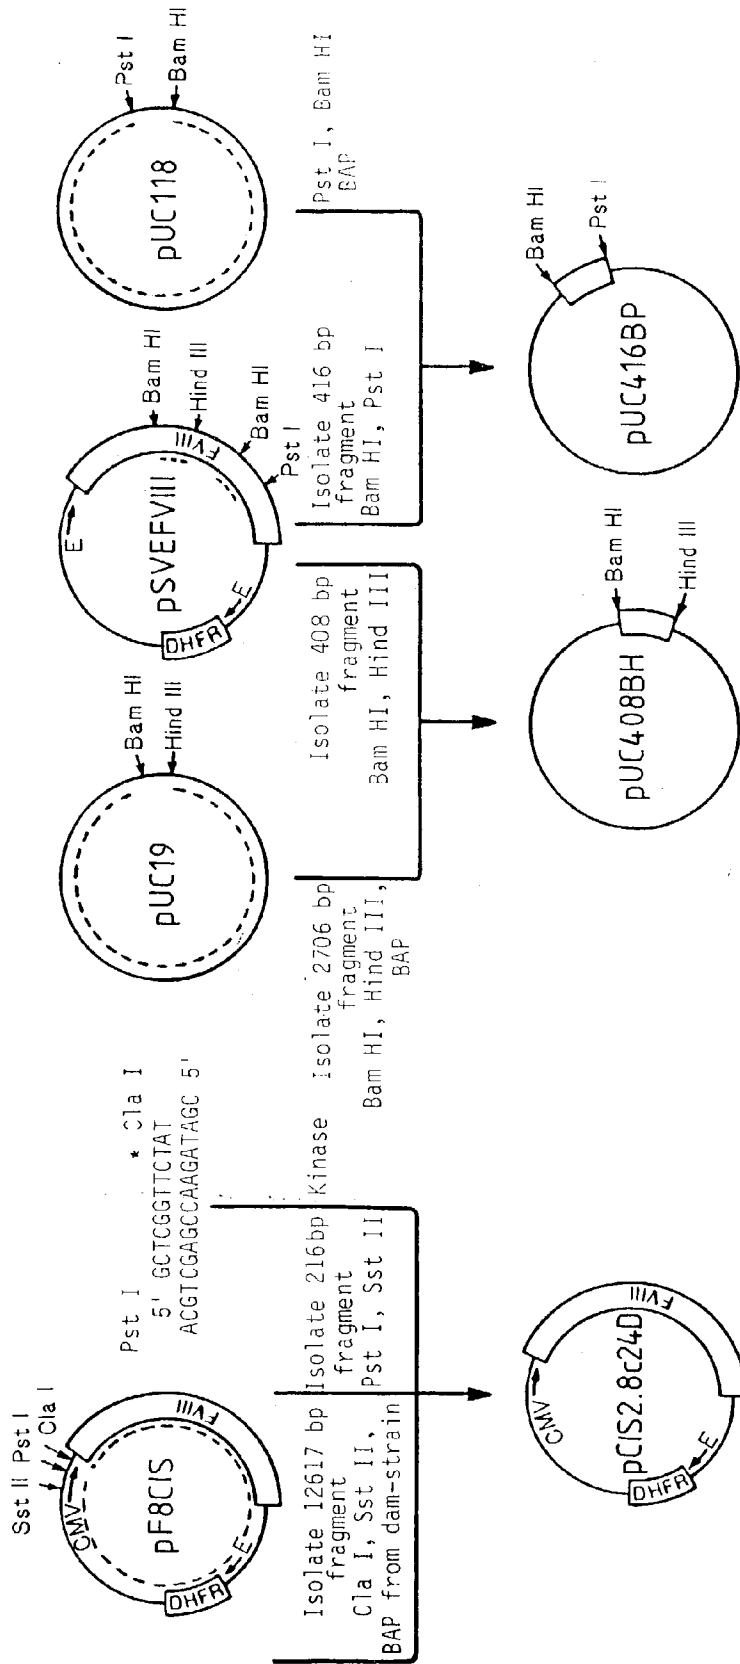 Sst II
Pst I
Cla I
CMV
FVIII
pF8CIS
DHFR
E
Pst I * Cla I
5' GCTCGGTTCTAT
ACGTCGAGCCAAGATAGC 5'
Isolate 12617 bp
fragment
Cla I, Sst II,
BAP from dam-strain
Isolate 216bp
fragment
Pst I, Sst II
Kinase
CMV
FVIII
pCIS2.8c24D
DHFR
E
pUC19
Bam HI
Hind III
Isolate 2706 bp
fragment
Bam HI, Hind III,
BAP
E
FVIII
pSVEFVIII
DHFR
E
Bam HI
Hind III
Bam HI
Pst I
Isolate 408 bp
fragment
Bam HI, Hind III
pUC408BH
Bam HI
Hind III
Isolate 416 bp
fragment
Bam HI, Pst I
pUC118
Pst I
Bam HI
Pst I, Bam HI
BAP
pUC416BP
Bam HI
Pst I